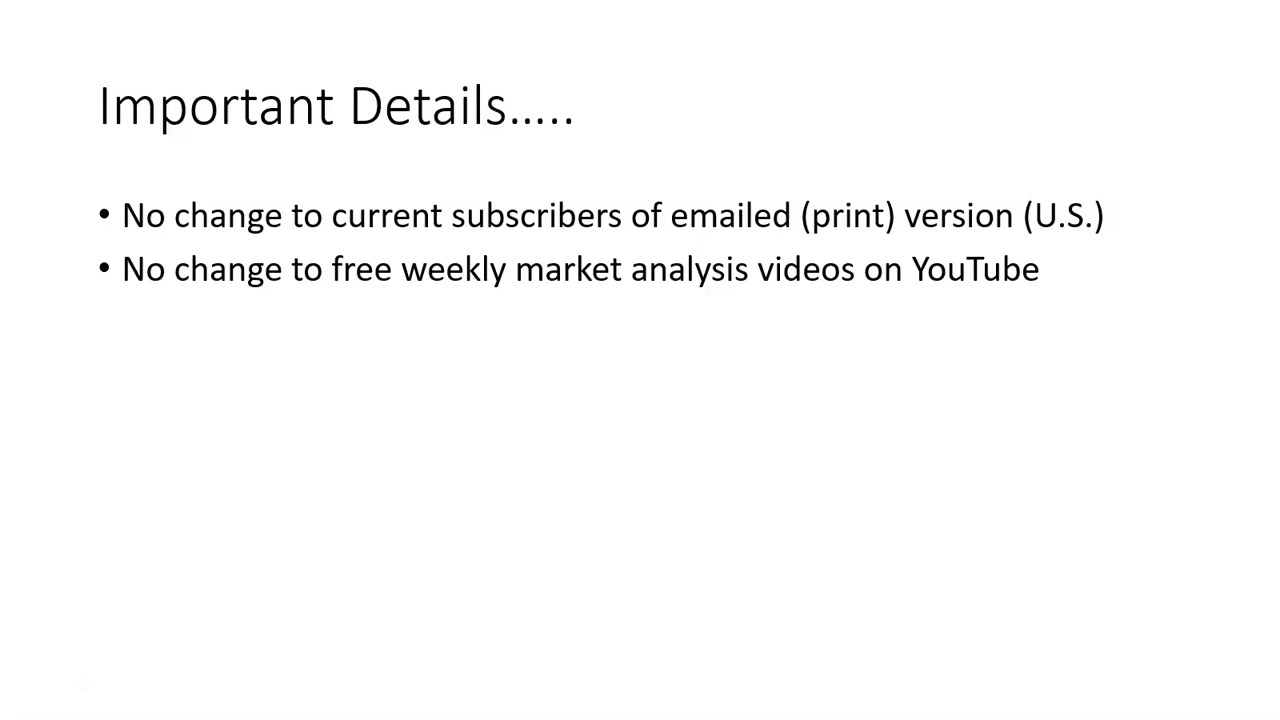 Important Details…..
• No change to current subscribers of emailed (print) version (U.S.)
• No change to free weekly market analysis videos on YouTube